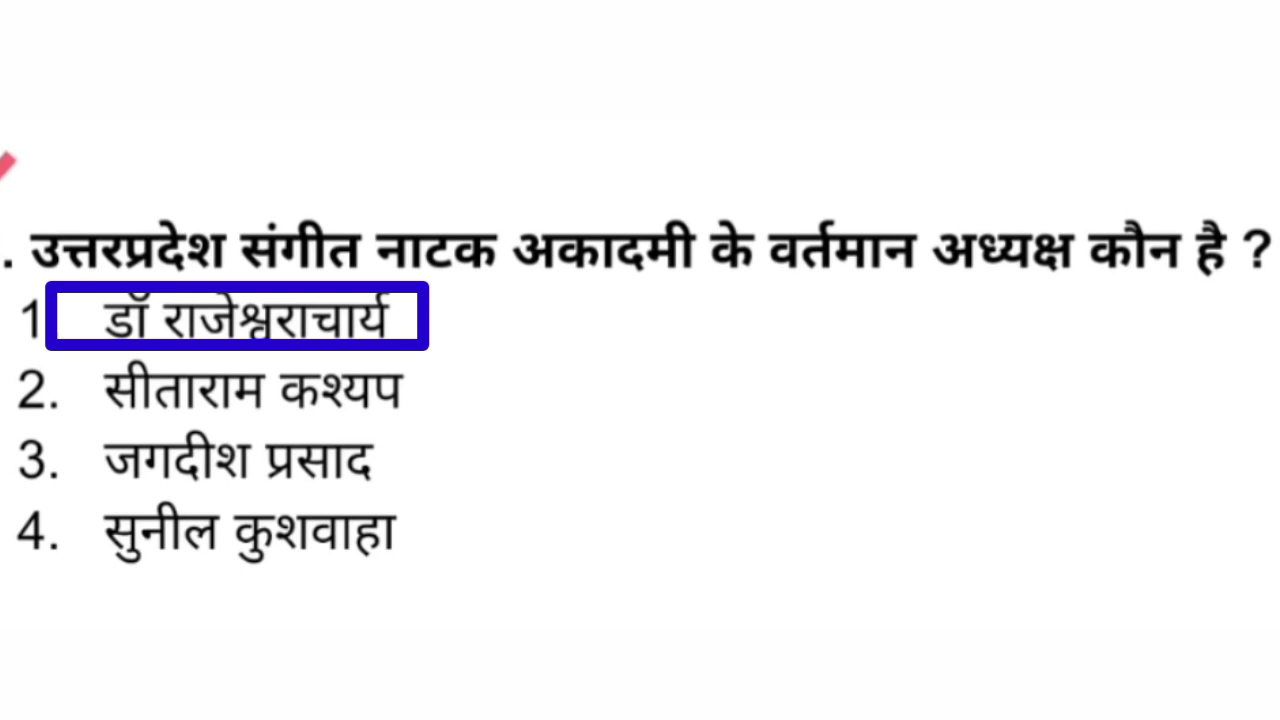 . उत्तरप्रदेश संगीत नाटक अकादमी के वर्तमान अध्यक्ष कौन है ?
1 डॉ राजेश्वराचार्य
2. सीताराम कश्यप
3. जगदीश प्रसाद
4. सुनील कुशवाहा